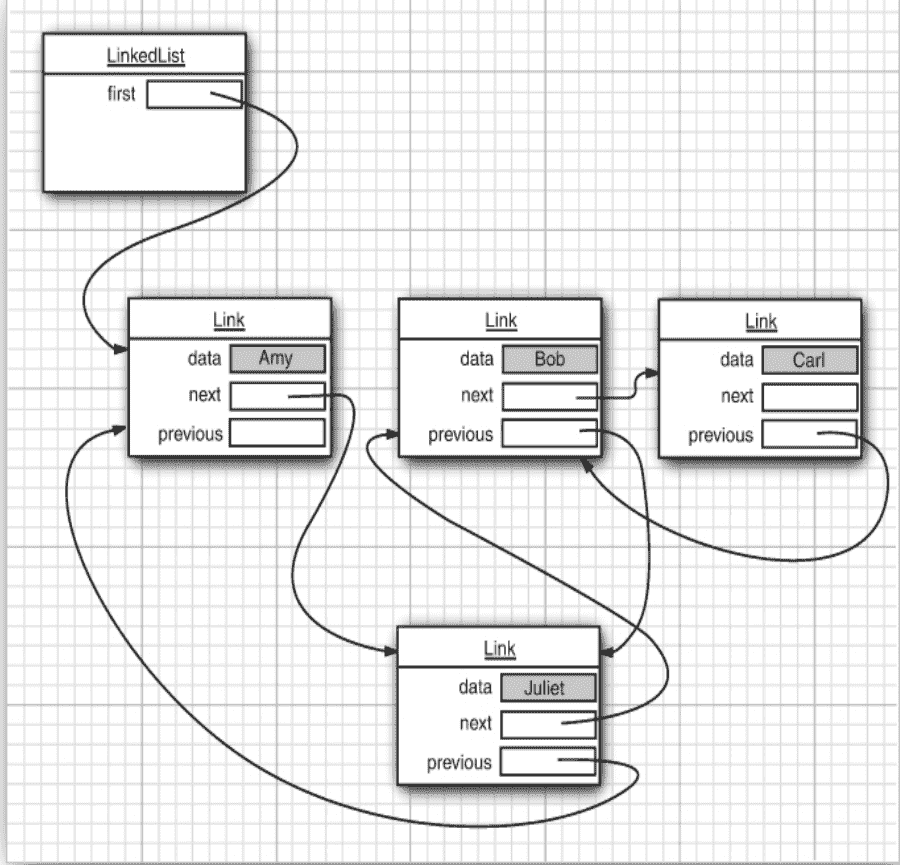 LinkedList
first
Link
data Amy
next
previous
Link
data Bob
next
previous
Link
data Carl
next
previous
Link
data Juliet
next
previous